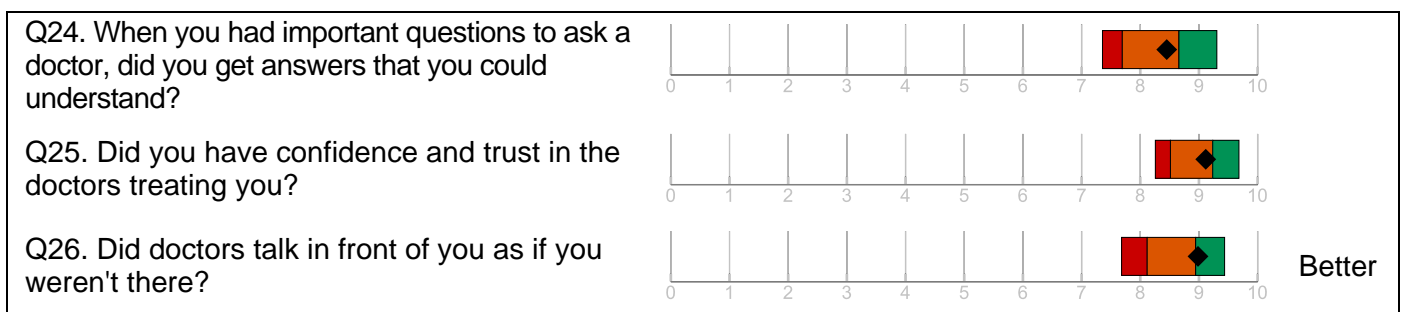 Q24. When you had important questions to ask a
doctor, did you get answers that you could
understand?
0 1 2 3 4 5 6 7 8 9 10
Q25. Did you have confidence and trust in the
doctors treating you?
0 1 2 3 4 5 6 7 8 9 10
Q26. Did doctors talk in front of you as if you
weren't there?
Better
0 1 2 3 4 5 6 7 8 9 10